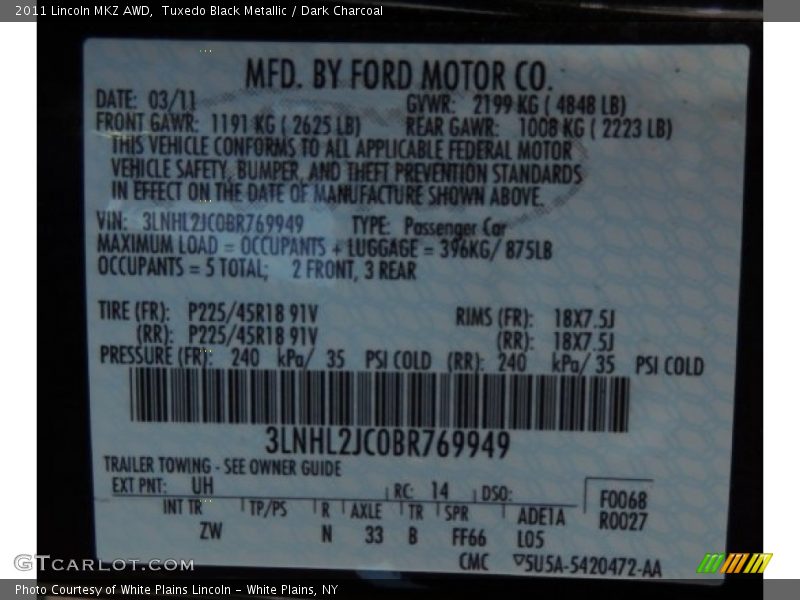 2011 Lincoln MKZ AWD,  Tuxedo Black Metallic / Dark Charcoal
MFD. BY FORD MOTOR CO.
DATE: 03/11 GVWR: 2199 KG ( 4848 LB)
FRONT GAWR: 1191 KG ( 2625 LB) REAR GAWR: 1008 KG ( 2223 LB)
THIS VEHICLE CONFORMS TO ALL APPLICABLE FEDERAL MOTOR
VEHICLE SAFETY, BUMPER, AND THEFT PREVENTION STANDARDS
IN EFFECT ON THE DATE OF MANUFACTURE SHOWN ABOVE.
VIN: 3LNHL2JC0BR769949 TYPE: Passenger Car
MAXIMUM LOAD = OCCUPANTS + LUGGAGE = 396KG/ 875LB
OCCUPANTS = 5 TOTAL; 2 FRONT, 3 REAR
TIRE (FR): P225/45R18 91V RIMS (FR): 18X7.5J
(RR): P225/45R18 91V (RR): 18X7.5J
PRESSURE (FR): 240 kPa/ 35 PSI COLD (RR): 240 kPa/ 35 PSI COLD
3LNHL2JC0BR769949
TRAILER TOWING - SEE OWNER GUIDE
EXT PNT: UH RC: 14 DSO: F0068
INT TR TP/PS R AXLE TR SPR ADE1A R0027
ZW N 33 B FF66 L05
CMC ▽5U5A-5420472-AA
GTCARLOT.COM
Photo Courtesy of White Plains Lincoln - White Plains, NY